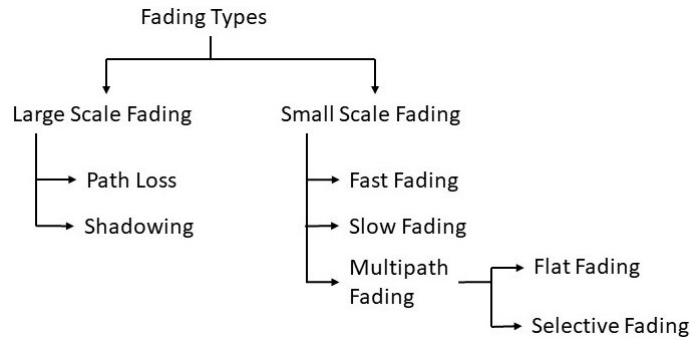 Fading Types
Large Scale Fading
Small Scale Fading
Path Loss
Shadowing
Fast Fading
Slow Fading
Multipath
Fading
Flat Fading
Selective Fading